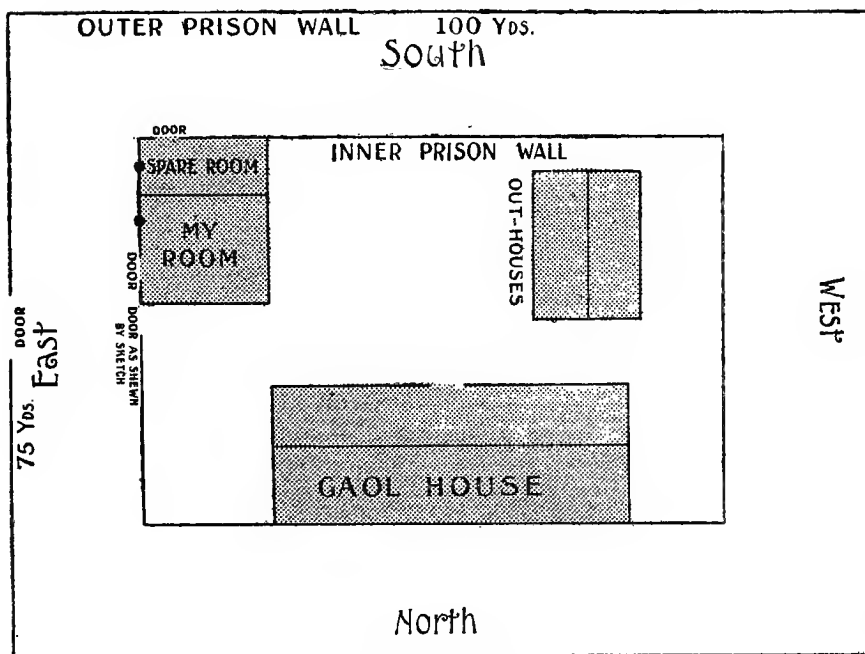 OUTER PRISON WALL 100 YDS.
South
DOOR
SPARE ROOM
INNER PRISON WALL
MY
ROOM
OUT-HOUSES
DOOR
DOOR AS SHEWN
BY SKETCH
DOOR
East
75 YDS.
WEST
GAOL HOUSE
North